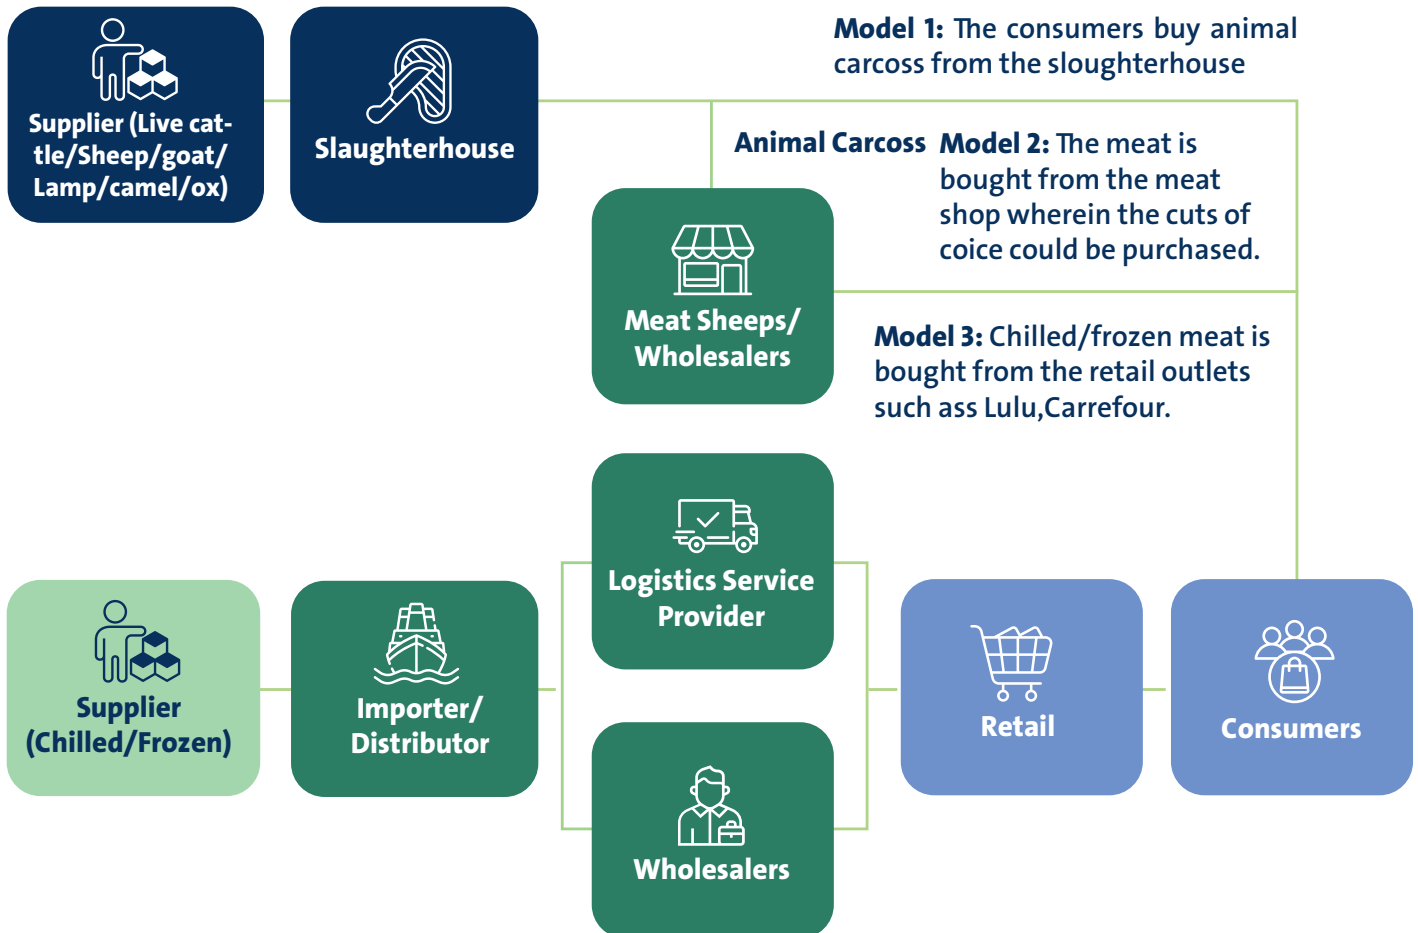 Supplier (Live cat-
tle/Sheep/goat/
Lamp/camel/ox)
Slaughterhouse
Model 1: The consumers buy animal
carcoss from the sloughterhouse
Animal Carcoss
Model 2: The meat is
bought from the meat
shop wherein the cuts of
coice could be purchased.
Meat Sheeps/
Wholesalers
Model 3: Chilled/frozen meat is
bought from the retail outlets
such ass Lulu,Carrefour.
Supplier
(Chilled/Frozen)
Importer/
Distributor
Logistics Service
Provider
Wholesalers
Retail
Consumers